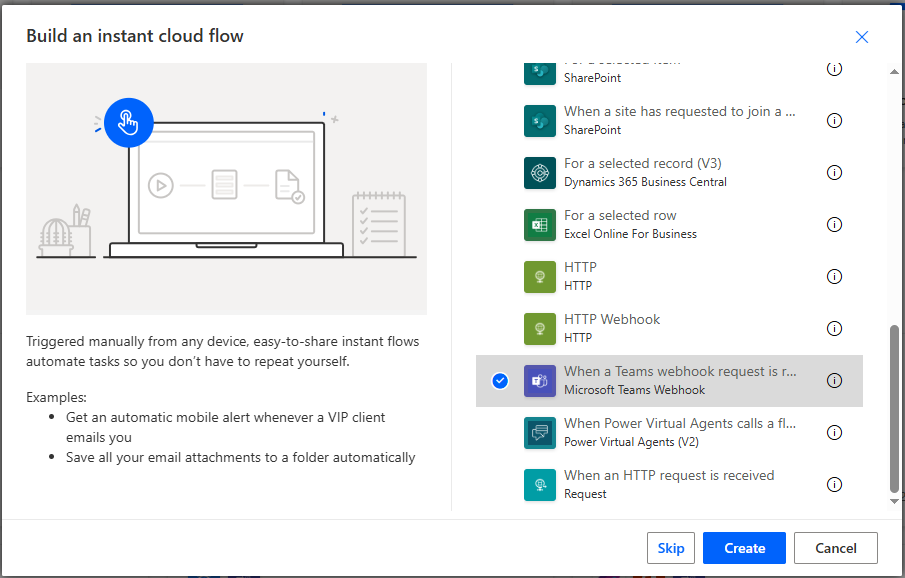 Build an instant cloud flow
SharePoint
When a site has requested to join a ...
SharePoint
For a selected record (V3)
Dynamics 365 Business Central
For a selected row
Excel Online For Business
HTTP
HTTP
HTTP Webhook
HTTP
When a Teams webhook request is r...
Microsoft Teams Webhook
When Power Virtual Agents calls a fl...
Power Virtual Agents (V2)
When an HTTP request is received
Request
Triggered manually from any device, easy-to-share instant flows
automate tasks so you don't have to repeat yourself.
Examples:
Get an automatic mobile alert whenever a VIP client
emails you
Save all your email attachments to a folder automatically
Skip
Create
Cancel